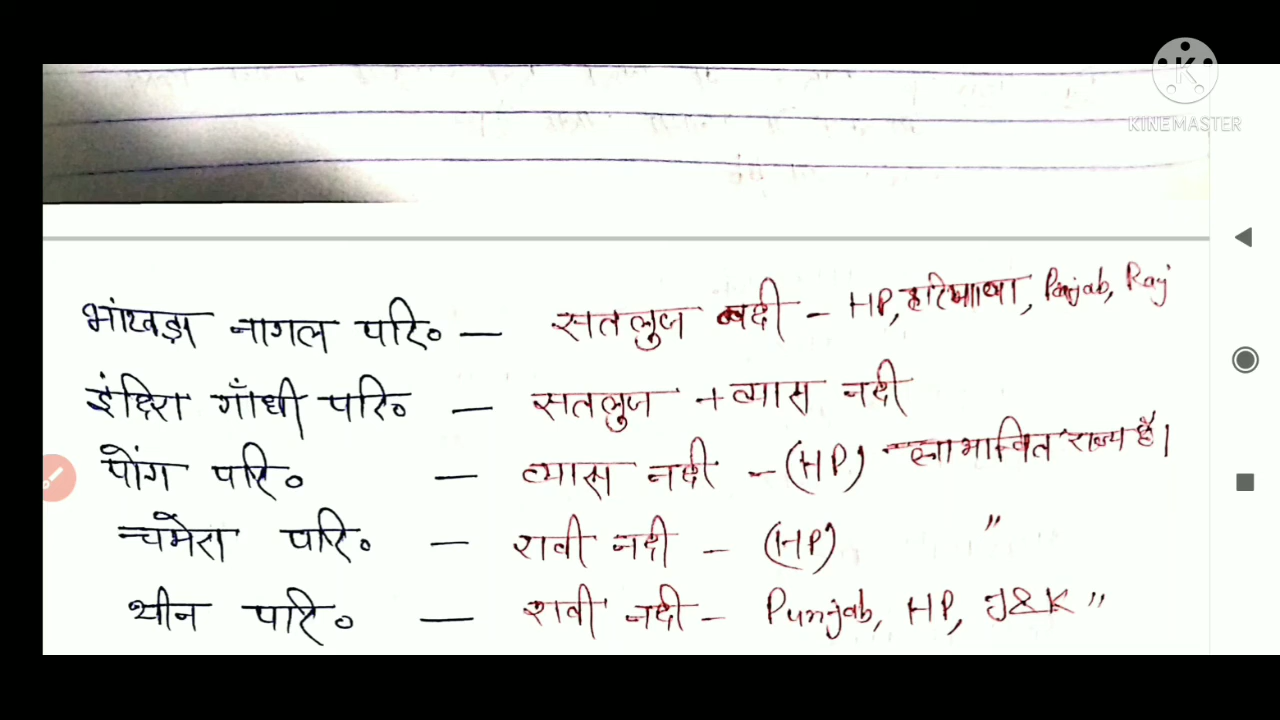 KINEMASTER
भांखड़ा नागल परि० — सतलुज नदी - HP, हरियाणा, Punjab, Raj
इंदिरा गाँधी परि० — सतलुज + व्यास नदी
पोंग परि० — व्यास नदी - (HP) लाभावित राज्य है।
चमेरा परि० — रावी नदी - (HP) "
थीन परि० — रावी नदी - Punjab, HP, J&K "